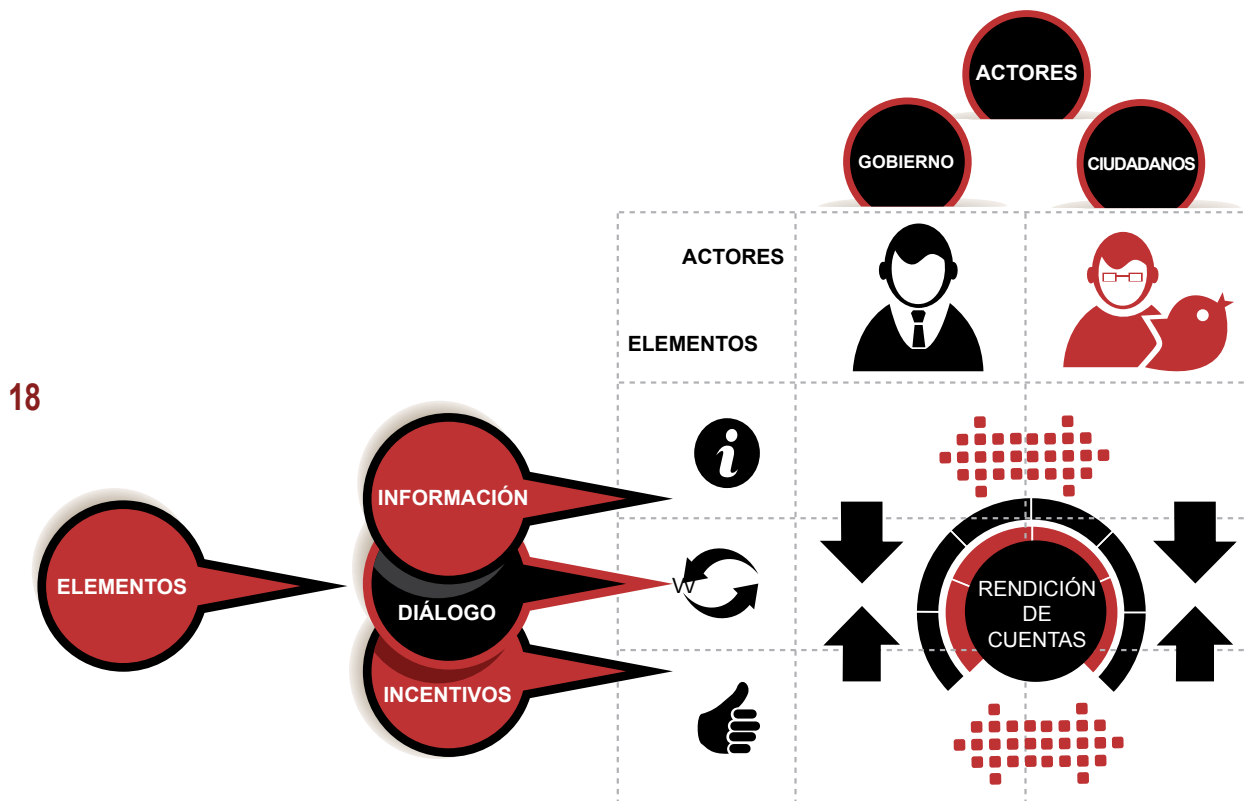 ACTORES
GOBIERNO
CIUDADANOS
ACTORES
ELEMENTOS
18
INFORMACIÓN
ELEMENTOS
DIÁLOGO
INCENTIVOS
W
RENDICIÓN
DE
CUENTAS